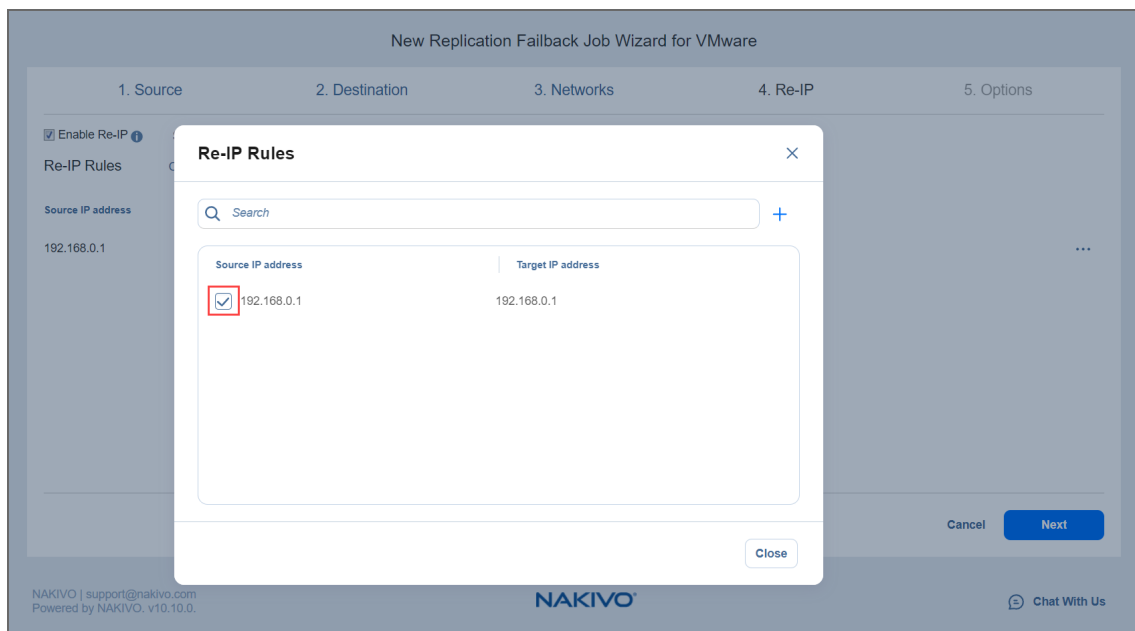 New Replication Failback Job Wizard for VMware
1. Source 2. Destination 3. Networks 4. Re-IP 5. Options
Enable Re-IP
Re-IP Rules
Source IP address
192.168.0.1
...
Re-IP Rules
Search
Source IP address Target IP address
192.168.0.1 192.168.0.1
Close
Cancel Next
NAKIVO | support@nakivo.com
Powered by NAKIVO. v10.10.0.
NAKIVO
Chat With Us